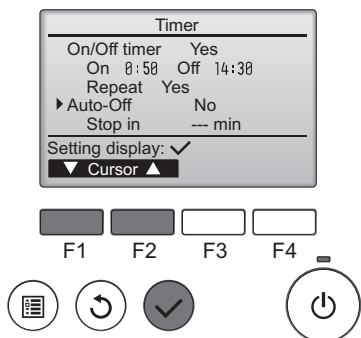 Timer
On/Off timer Yes
On 0:50 Off 14:30
Repeat Yes
Auto-Off No
Stop in --- min
Setting display:
Cursor
F1 F2 F3 F4